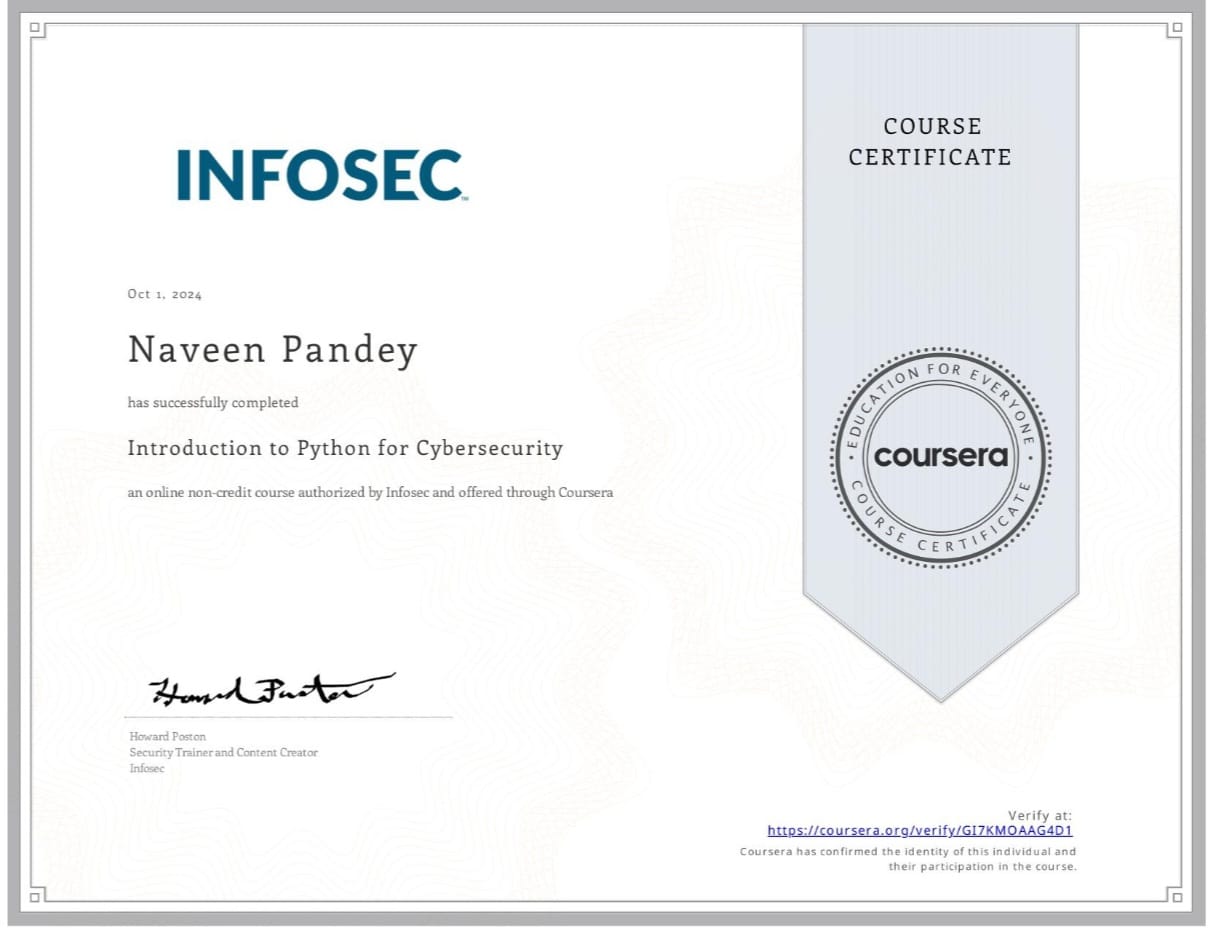 INFOSEC™
COURSE
CERTIFICATE
Oct 1, 2024
Naveen Pandey
has successfully completed
Introduction to Python for Cybersecurity
an online non-credit course authorized by Infosec and offered through Coursera
EDUCATION FOR EVERYONE
coursera
COURSE CERTIFICATE
Howard Poston
Howard Poston
Security Trainer and Content Creator
Infosec
Verify at:
https://coursera.org/verify/GI7KMOAAG4D1
Coursera has confirmed the identity of this individual and
their participation in the course.